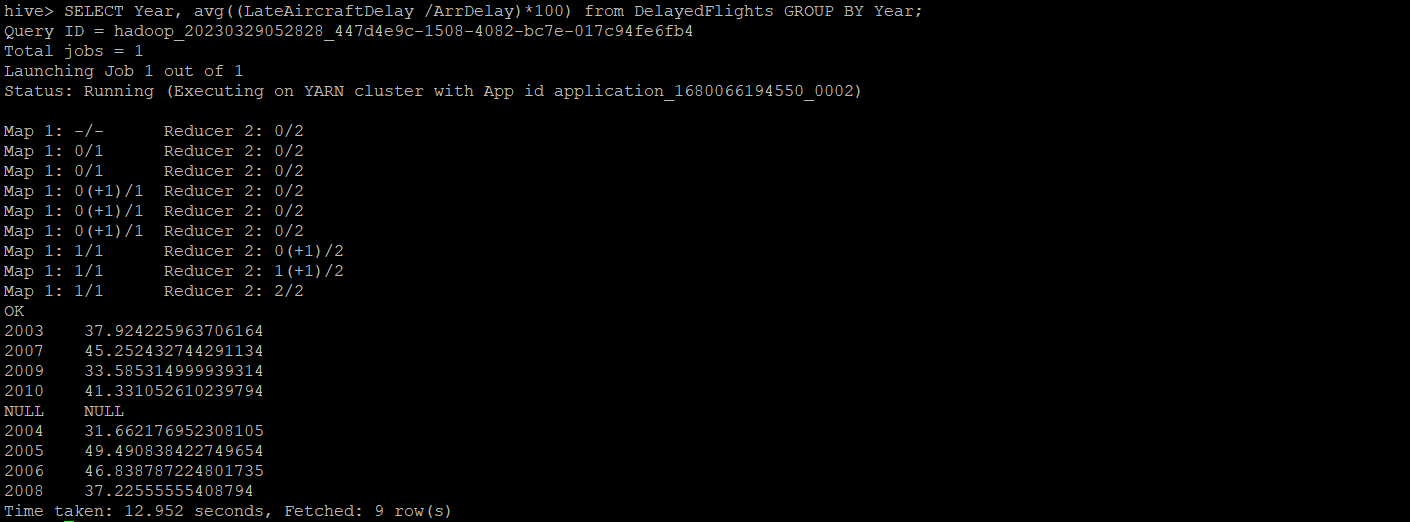 hive> SELECT Year, avg((LateAircraftDelay /ArrDelay)*100) from DelayedFlights GROUP BY Year;
Query ID = hadoop_20230329052828_447d4e9c-1508-4082-bc7e-017c94fe6fb4
Total jobs = 1
Launching Job 1 out of 1
Status: Running (Executing on YARN cluster with App id application_1680066194550_0002)
Map 1: -/-      Reducer 2: 0/2
Map 1: 0/1      Reducer 2: 0/2
Map 1: 0/1      Reducer 2: 0/2
Map 1: 0(+1)/1  Reducer 2: 0/2
Map 1: 0(+1)/1  Reducer 2: 0/2
Map 1: 0(+1)/1  Reducer 2: 0/2
Map 1: 1/1      Reducer 2: 0(+1)/2
Map 1: 1/1      Reducer 2: 1(+1)/2
Map 1: 1/1      Reducer 2: 2/2
OK
2003    37.924225963706164
2007    45.252432744291134
2009    33.585314999939314
2010    41.331052610239794
NULL    NULL
2004    31.662176952308105
2005    49.490838422749654
2006    46.838787224801735
2008    37.22555555408794
Time taken: 12.952 seconds, Fetched: 9 row(s)